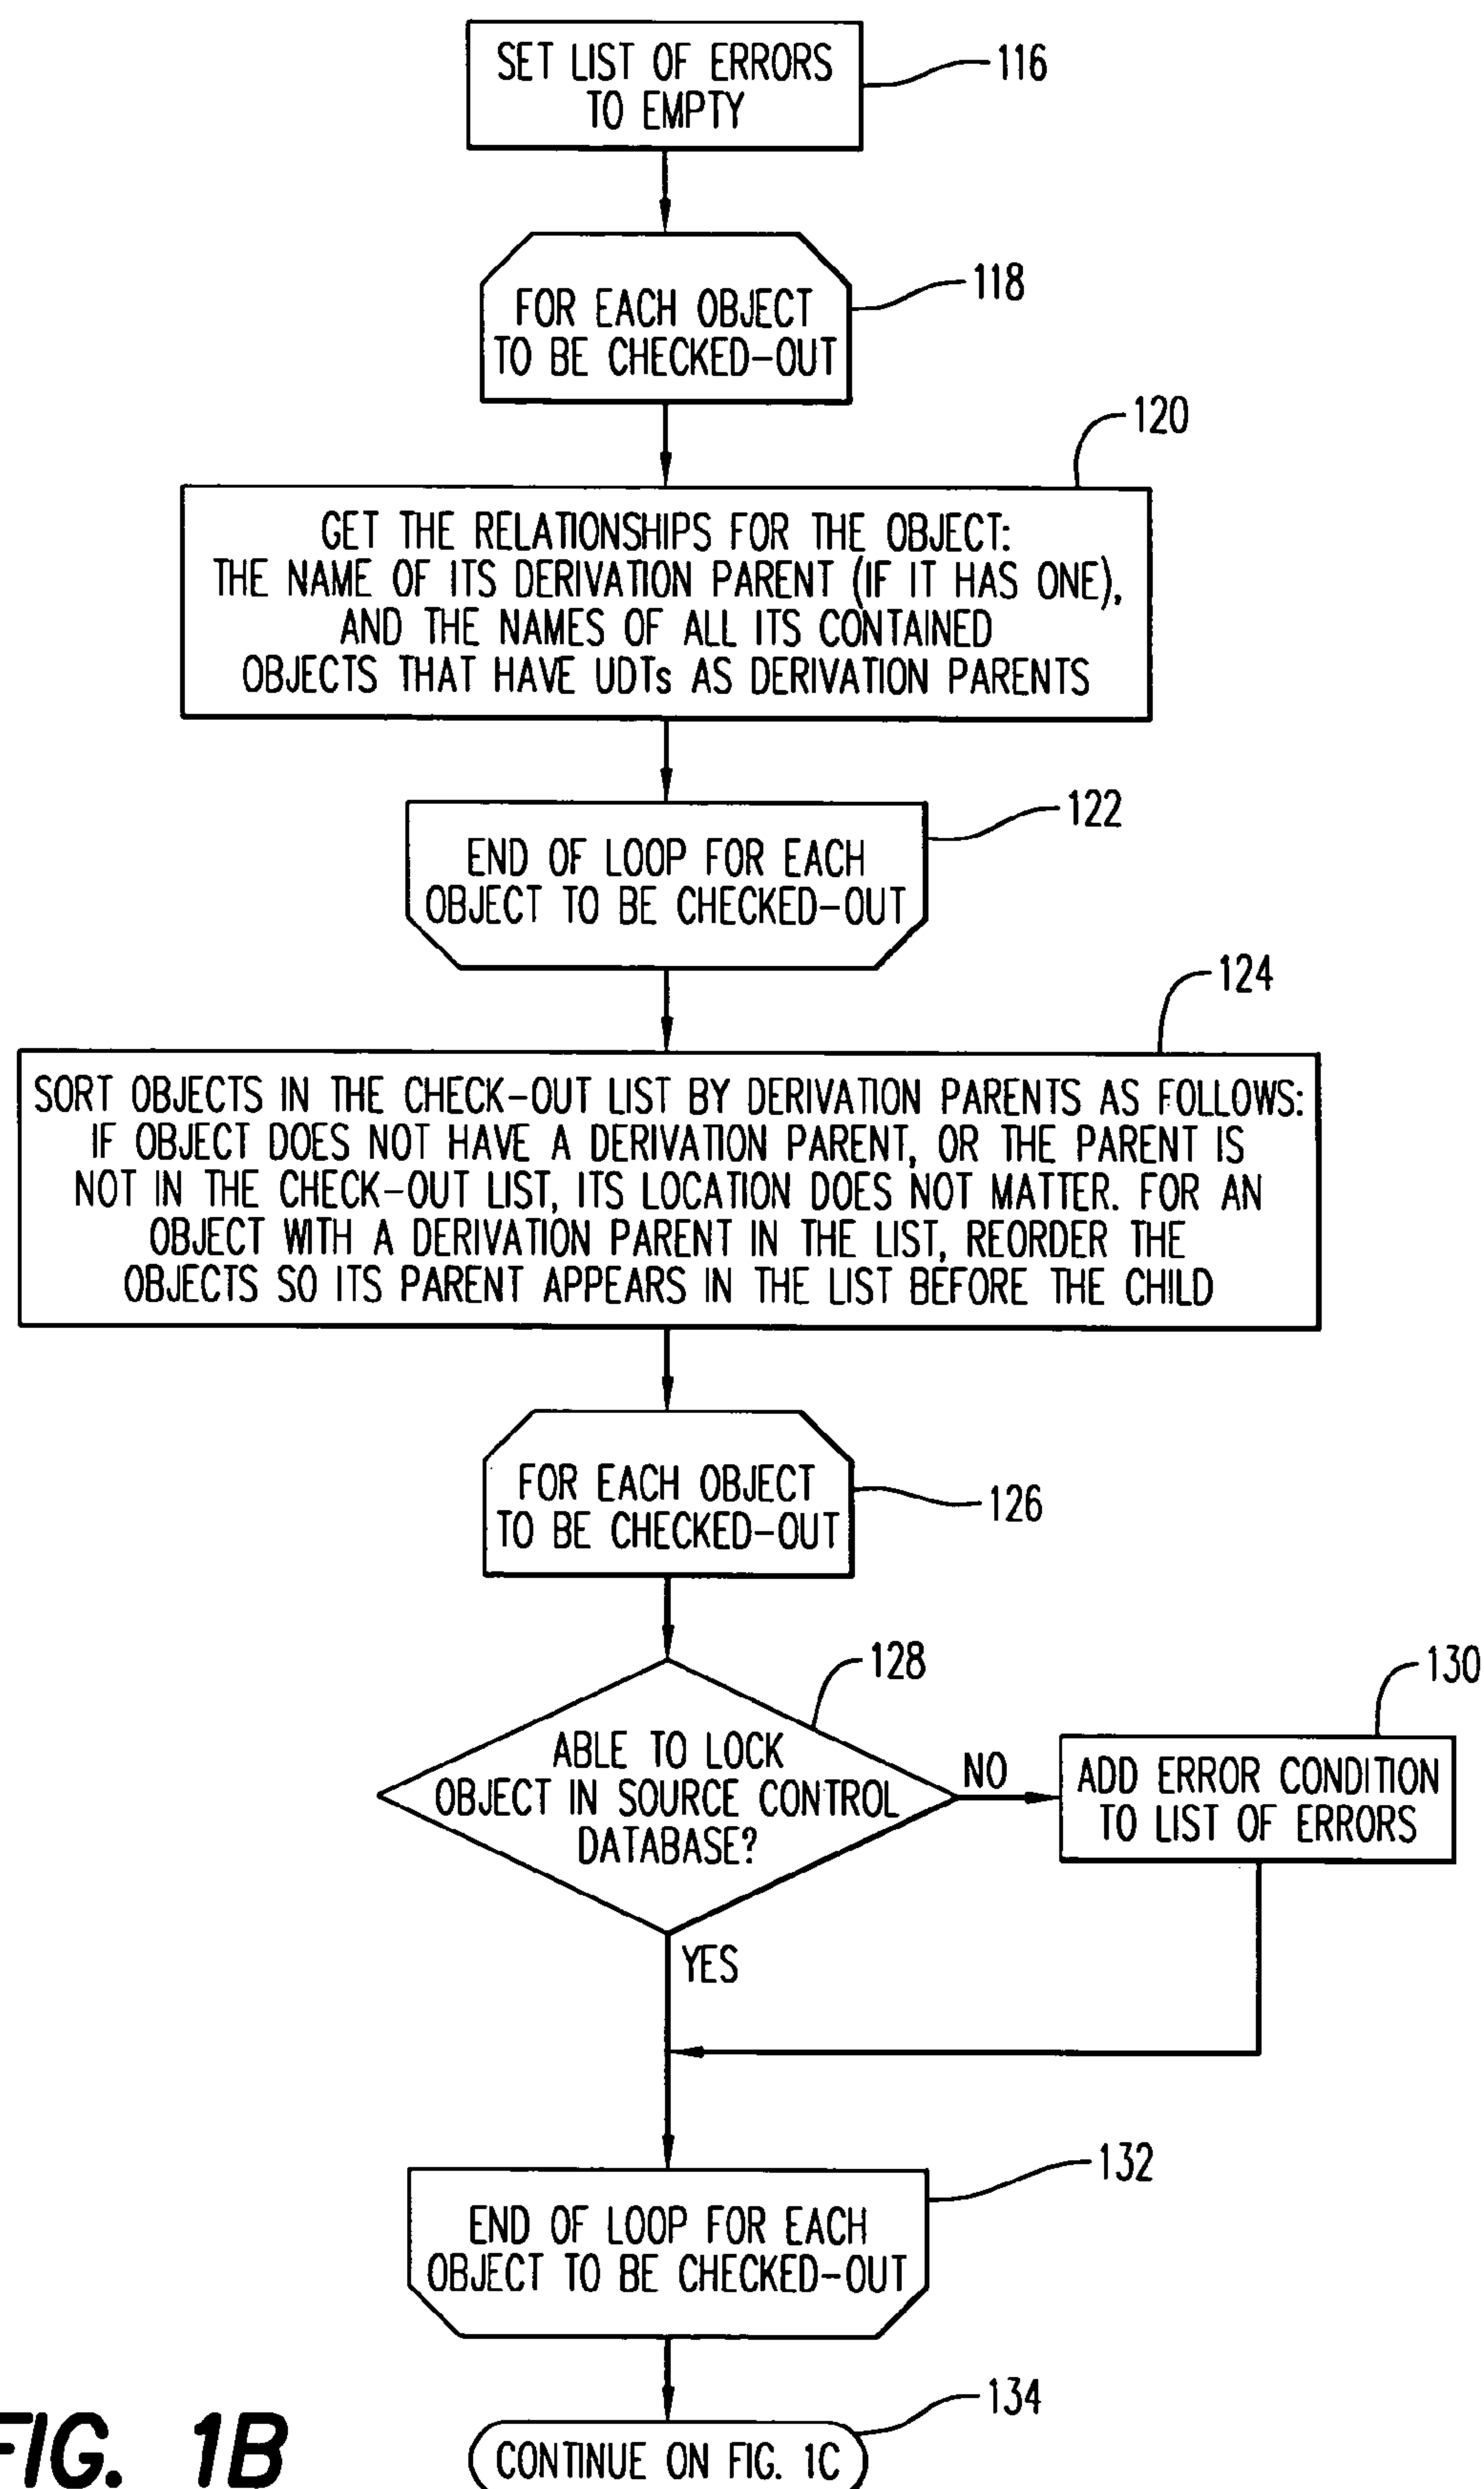 SET LIST OF ERRORS
TO EMPTY
116
FOR EACH OBJECT
TO BE CHECKED-OUT
118
120
GET THE RELATIONSHIPS FOR THE OBJECT:
THE NAME OF ITS DERIVATION PARENT (IF IT HAS ONE),
AND THE NAMES OF ALL ITS CONTAINED
OBJECTS THAT HAVE UDTs AS DERIVATION PARENTS
122
END OF LOOP FOR EACH
OBJECT TO BE CHECKED-OUT
124
SORT OBJECTS IN THE CHECK-OUT LIST BY DERIVATION PARENTS AS FOLLOWS:
IF OBJECT DOES NOT HAVE A DERIVATION PARENT, OR THE PARENT IS
NOT IN THE CHECK-OUT LIST, ITS LOCATION DOES NOT MATTER. FOR AN
OBJECT WITH A DERIVATION PARENT IN THE LIST, REORDER THE
OBJECTS SO ITS PARENT APPEARS IN THE LIST BEFORE THE CHILD
FOR EACH OBJECT
TO BE CHECKED-OUT
126
128
ABLE TO LOCK
OBJECT IN SOURCE CONTROL
DATABASE?
NO
130
ADD ERROR CONDITION
TO LIST OF ERRORS
YES
132
END OF LOOP FOR EACH
OBJECT TO BE CHECKED-OUT
134
CONTINUE ON FIG. 1C
FIG. 1B